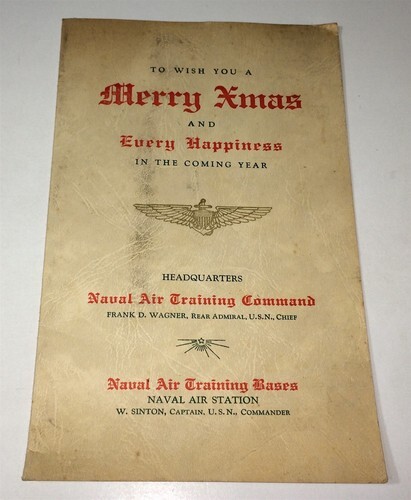 TO WISH YOU A
Merry Xmas
AND
Every Happiness
IN THE COMING YEAR
HEADQUARTERS
Naval Air Training Command
FRANK D. WAGNER, REAR ADMIRAL, U.S.N., CHIEF
Naval Air Training Bases
NAVAL AIR STATION
W. SINTON, CAPTAIN, U.S.N., COMMANDER